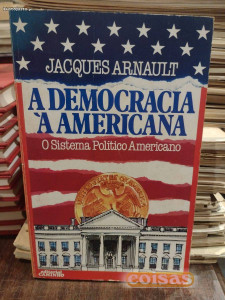 JACQUES ARNAULT
A DEMOCRACIA
À AMERICANA
O Sistema Político Americano
coisas